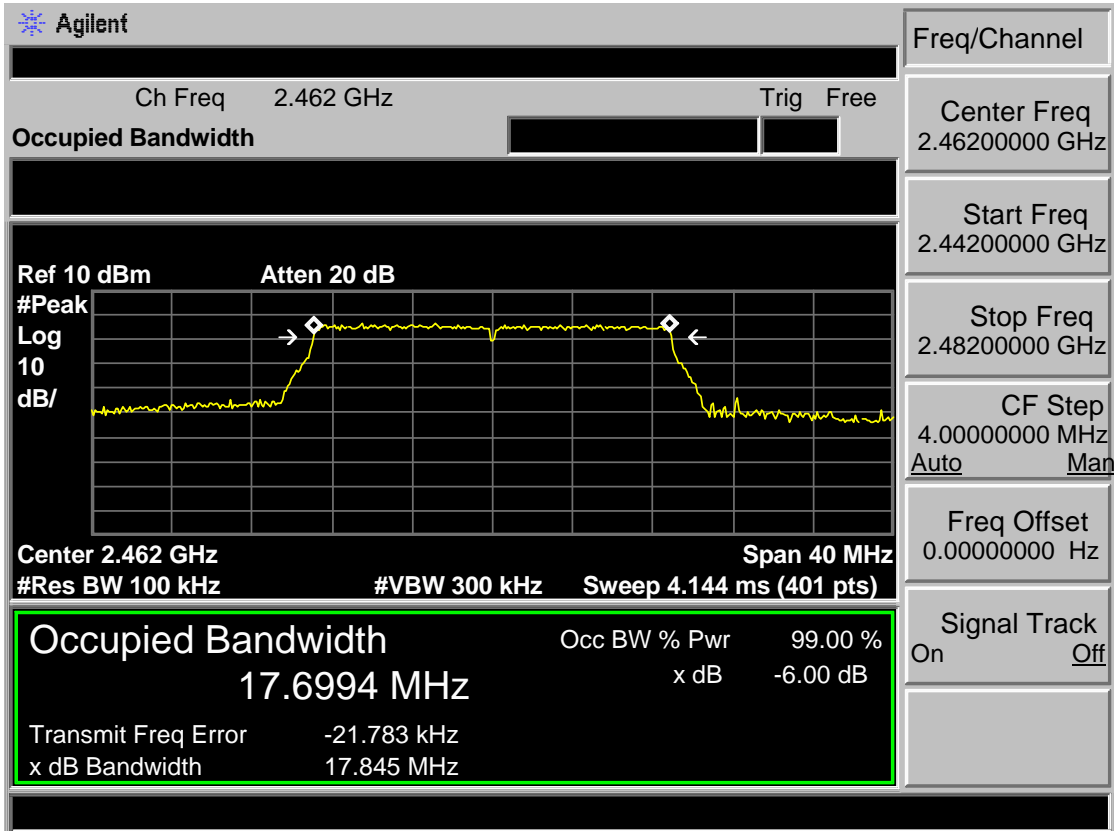 Agilent
Freq/Channel
Ch Freq 2.462 GHz Trig Free
Occupied Bandwidth
Center Freq
2.46200000 GHz
Start Freq
2.44200000 GHz
Stop Freq
2.48200000 GHz
CF Step
4.00000000 MHz
Auto Man
Freq Offset
0.00000000 Hz
Signal Track
On Off
Ref 10 dBm Atten 20 dB
#Peak
Log
10
dB/
Center 2.462 GHz Span 40 MHz
#Res BW 100 kHz #VBW 300 kHz Sweep 4.144 ms (401 pts)
Occupied Bandwidth Occ BW % Pwr 99.00 %
17.6994 MHz x dB -6.00 dB
Transmit Freq Error -21.783 kHz
x dB Bandwidth 17.845 MHz